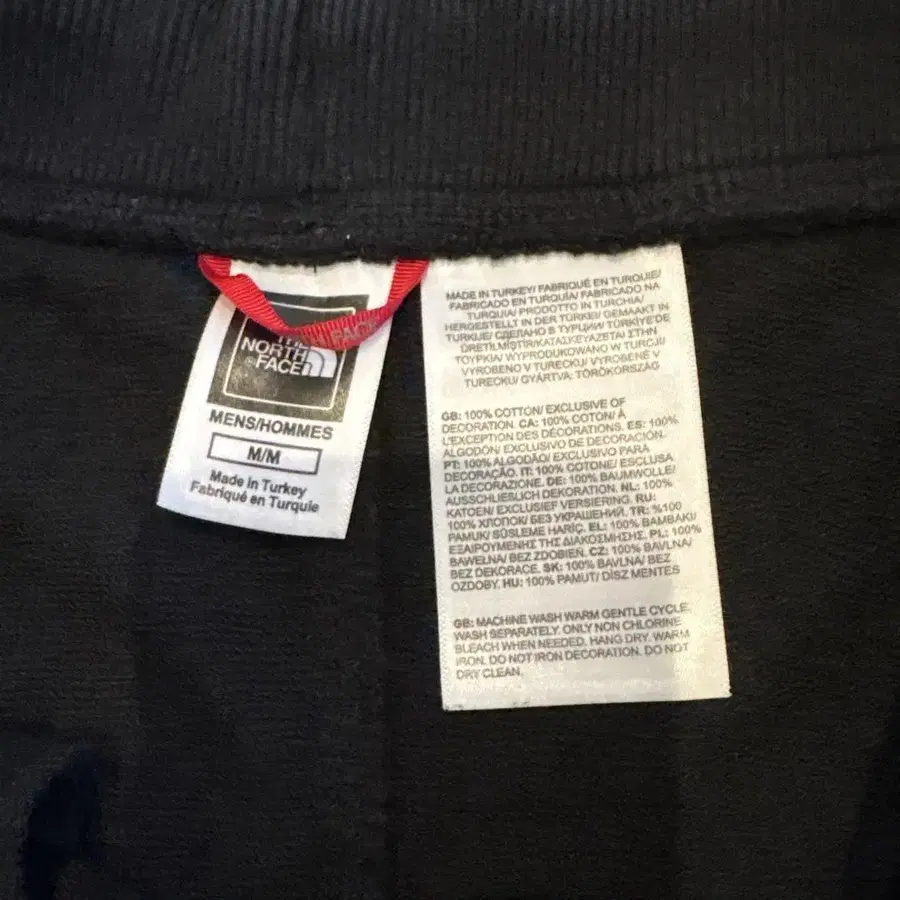 THE
NORTH
FACE
MENS/HOMMES
M/M
Made in Turkey
Fabriqué en Turquie
MADE IN TURKEY/ FABRIQUÉ EN TURQUIE/
FABRICADO EN TURQUÍA/ FABRICADO NA
TURQUIA/ PRODOTTO IN TURCHIA/
HERGESTELLT IN DER TÜRKEI/ GEMAAKT IN
TURKIJE/ СДЕЛАНО В ТУРЦИИ/ TÜRKİYE'DE
ÜRETİLMİŞTİR/ΚΑΤΑΣΚΕΥΑΖΕΤΑΙ ΣΤΗΝ
ΤΟΥΡΚΙΑ/ WYPRODUKOWANO W TURCJI/
VYROBENO V TURECKU/ VYROBENÉ V
TURECKU/ GYÁRTVA: TÖRÖKORSZÁG
GB: 100% COTTON/ EXCLUSIVE OF
DECORATION. CA: 100% COTON/ À
L'EXCEPTION DES DÉCORATIONS. ES: 100%
ALGODÓN/ EXCLUSIVO DE DECORACIÓN.
PT: 100% ALGODÃO/ EXCLUSIVO PARA
DECORAÇÃO. IT: 100% COTONE/ ESCLUSA
LA DECORAZIONE. DE: 100% BAUMWOLLE/
AUSSCHLIEßLICH DEKORATION. NL: 100%
KATOEN/ EXCLUSIEF VERSIERING. RU:
100% ХЛОПОК/ БЕЗ УКРАШЕНИЙ. TR: %100
PAMUK/ SÜSLEME HARİÇ. EL: 100% ΒΑΜΒΑΚΙ/
ΕΞΑΙΡΟΥΜΕΝΗΣ ΤΗΣ ΔΙΑΚΟΣΜΗΣΗΣ. PL: 100%
BAWEŁNA/ BEZ ZDOBIEŃ. CZ: 100% BAVLNA/
BEZ DEKORACE. SK: 100% BAVLNA/ BEZ
OZDOBY. HU: 100% PAMUT/ DÍSZ MENTES
GB: MACHINE WASH WARM GENTLE CYCLE.
WASH SEPARATELY. ONLY NON CHLORINE
BLEACH WHEN NEEDED. HANG DRY. WARM
IRON. DO NOT IRON DECORATION. DO NOT
DRY CLEAN.